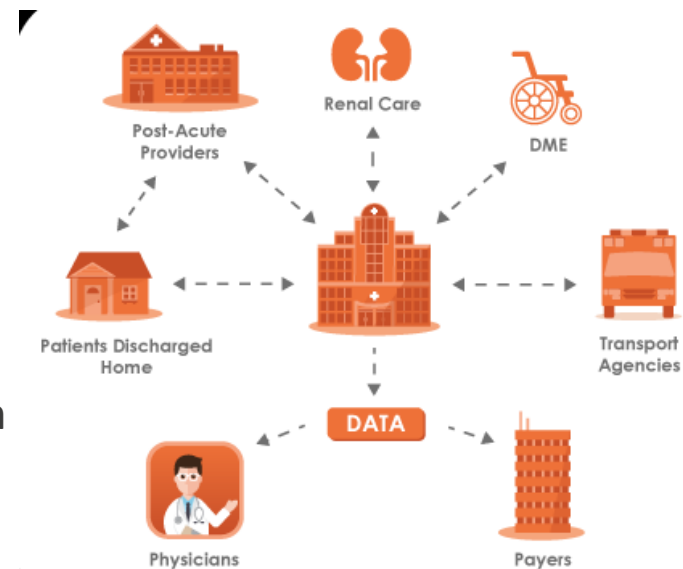 Renal Care
Post-Acute
Providers
DME
Patients Discharged
Home
Transport
Agencies
DATA
Physicians
Payers